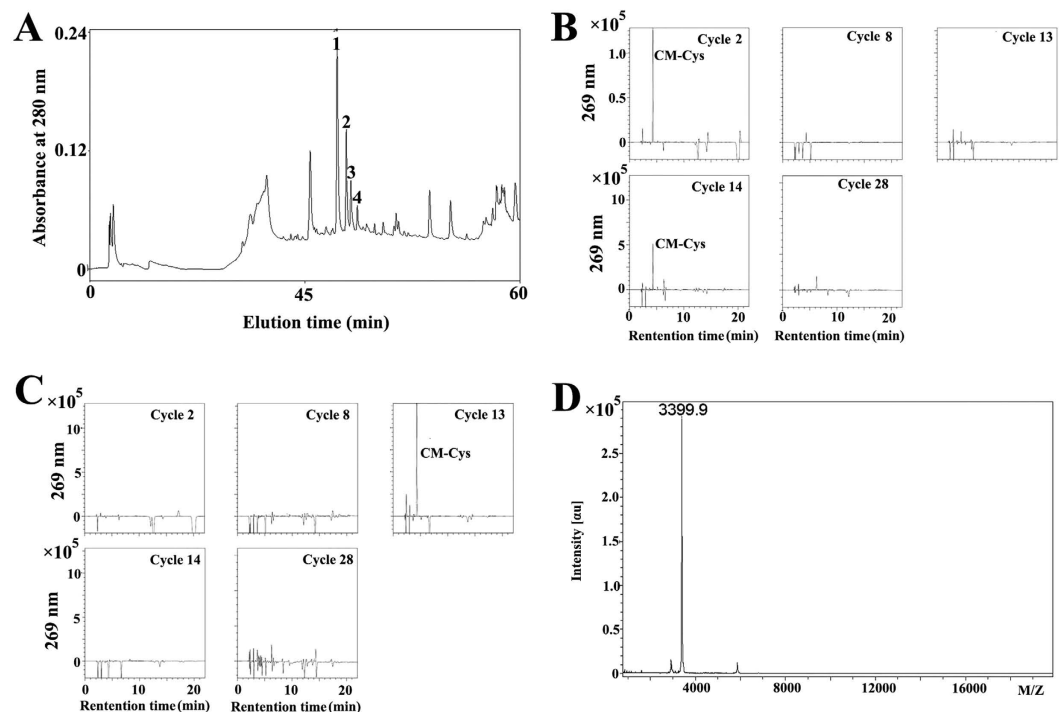 A
0.24
0.12
0
Absorbance at 280 nm
1
2
3
4
0
45
60
Elution time (min)
B
×10⁵
269 nm
1.0
0.5
0
Cycle 2
CM-Cys
Cycle 8
Cycle 13
×10⁵
269 nm
10
5
0
Cycle 14
CM-Cys
Cycle 28
0 10 20
0 10 20
Rentention time (min)
Rentention time (min)
C
×10⁵
269 nm
10
5
0
Cycle 2
Cycle 8
Cycle 13
CM-Cys
×10⁵
269 nm
10
5
0
Cycle 14
Cycle 28
0 10 20
0 10 20
Rentention time (min)
Rentention time (min)
D
×10⁵
3399.9
Intensity [αu]
2.5
2.0
1.5
1.0
0.5
0.0
4000 8000 12000 16000 M/Z